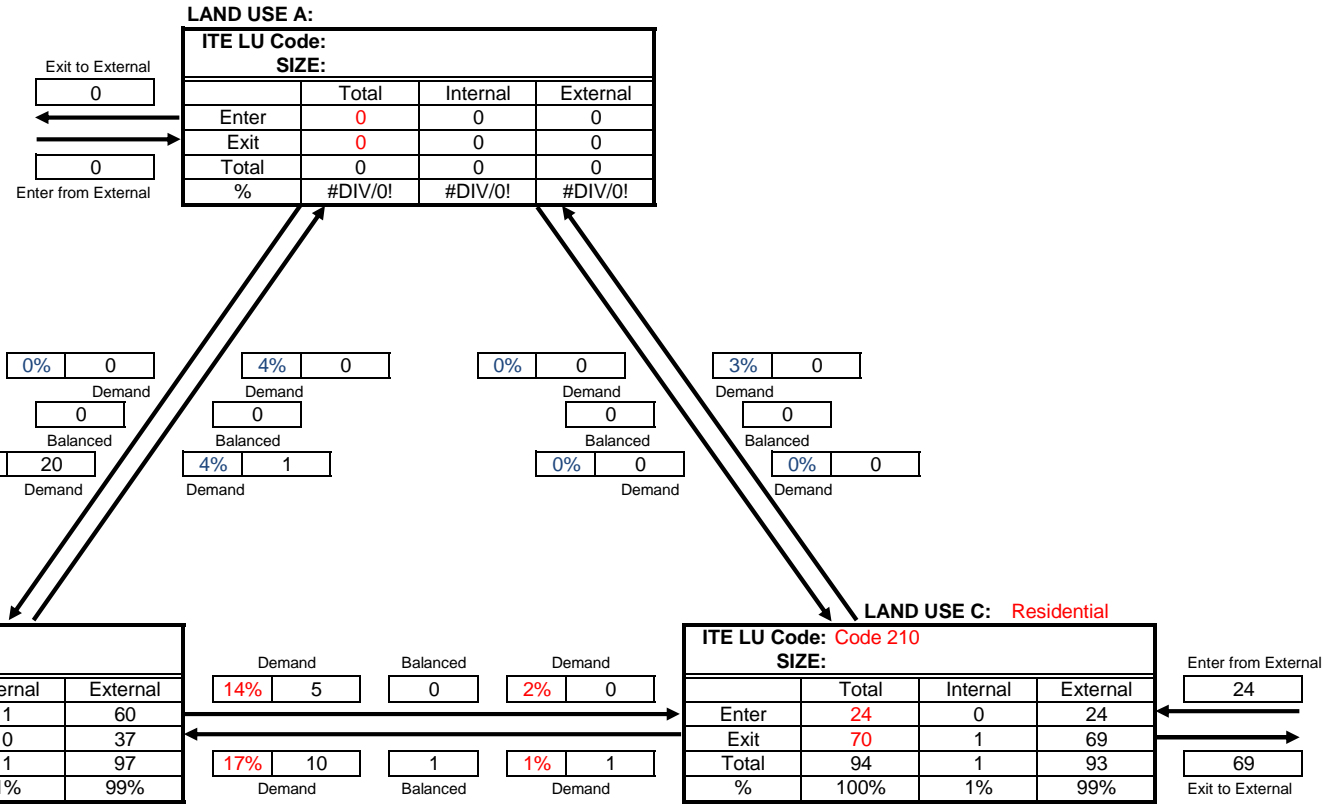 LAND USE A:
ITE LU Code:
SIZE:
Exit to External
0
Total Internal External
Enter 0 0 0
Exit 0 0 0
0
Total 0 0 0
Enter from External
% #DIV/0! #DIV/0! #DIV/0!
0% 0 4% 0 0% 0 3% 0
Demand Demand Demand Demand
0 0 0 0
Balanced Balanced Balanced Balanced
20 4% 1 0% 0 0% 0
Demand Demand Demand Demand
LAND USE C: Residential
ITE LU Code: Code 210
SIZE:
Demand Balanced Demand
Enter from External
ernal External 14% 5 0 2% 0 Total Internal External 24
1 60 Enter 24 0 24
0 37 Exit 70 1 69
1 97 17% 10 1 1% 1 Total 94 1 93 69
% 99% Demand Balanced Demand % 100% 1% 99% Exit to External